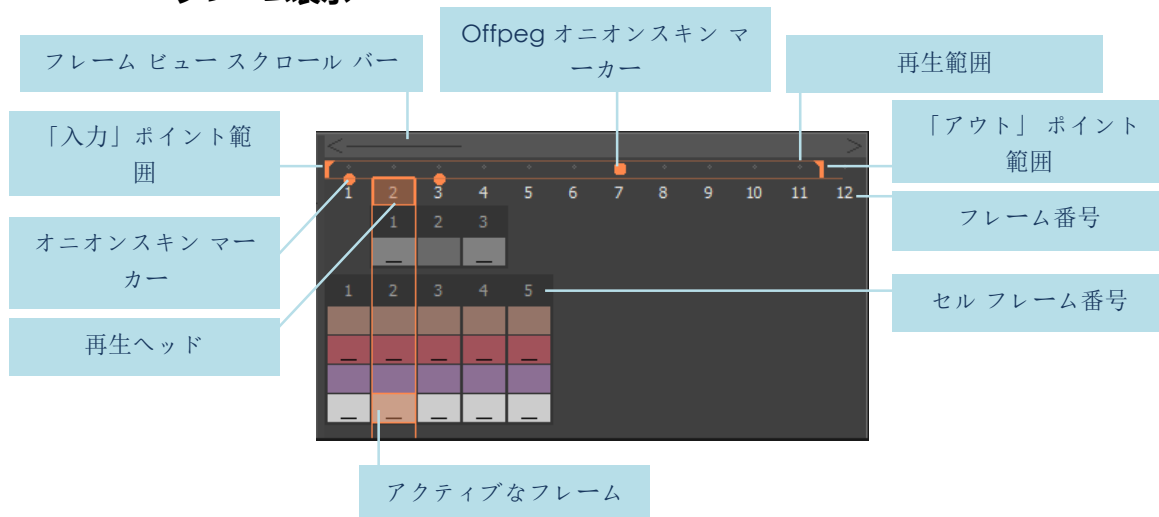 Offpeg オニオンスキン マ
ーカー
フレーム ビュー スクロール バー
再生範囲
「入力」ポイント範
囲
「アウト」 ポイント
範囲
< >
1 2 3 4 5 6 7 8 9 10 11 12
フレーム番号
1 2 3
オニオンスキン マー
カー
1 2 3 4 5
セル フレーム番号
再生ヘッド
アクティブなフレーム